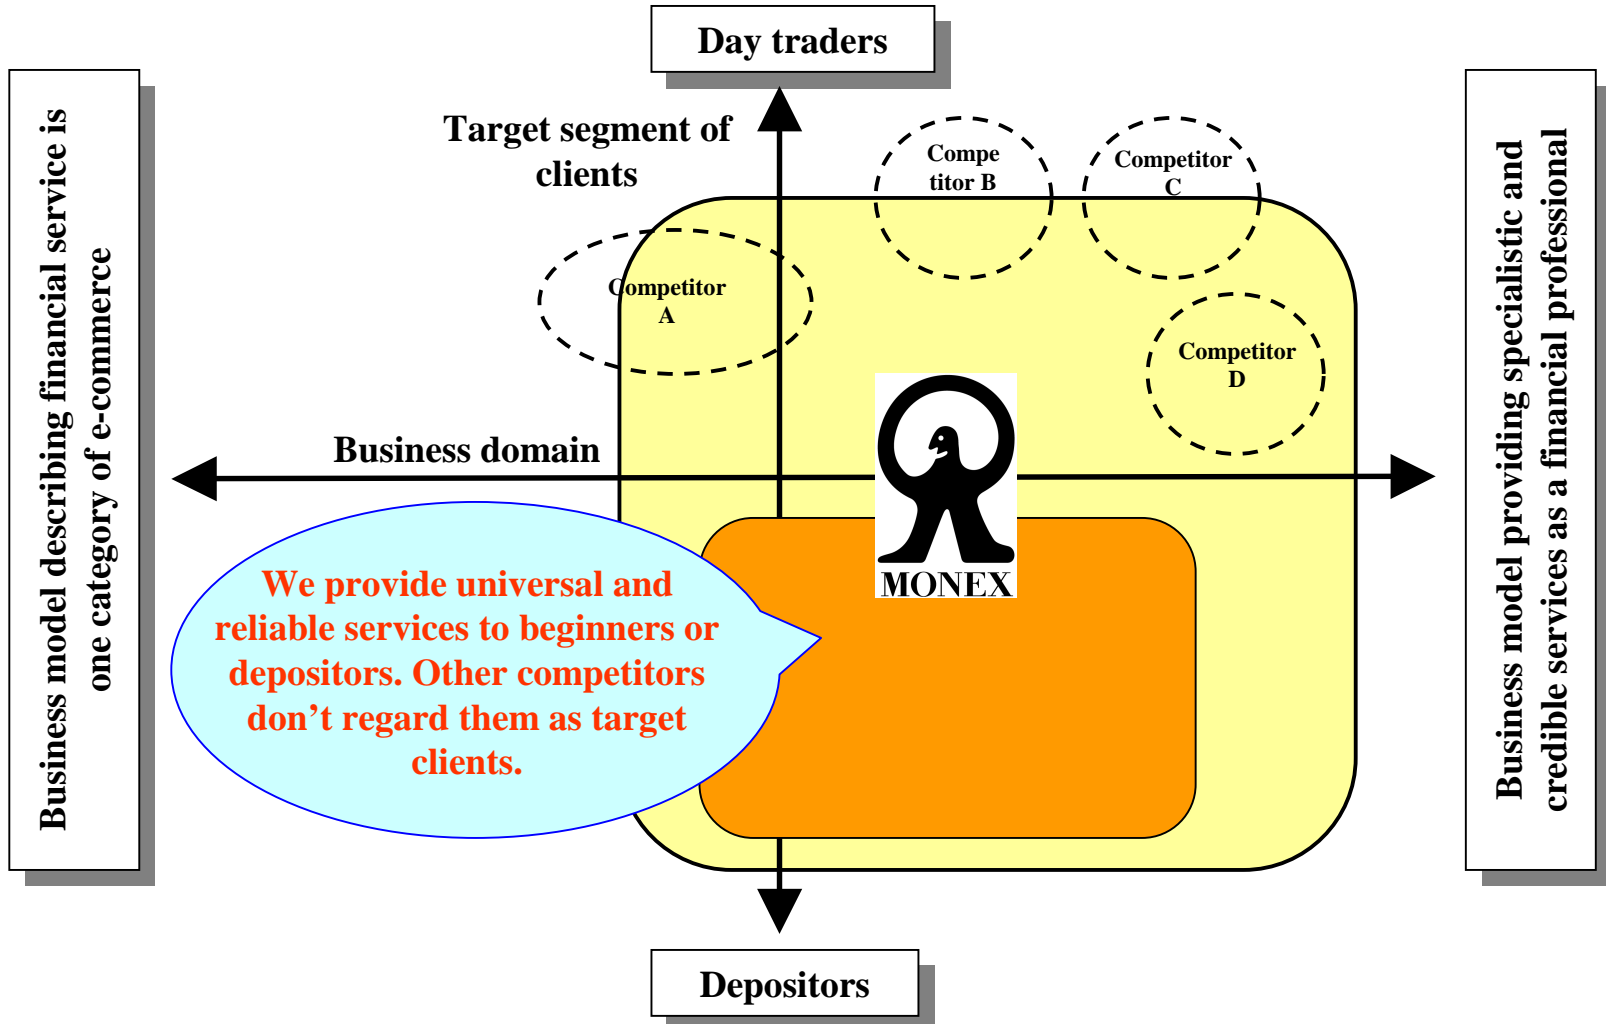 Day traders
Business model describing financial service is
one category of e-commerce
Target segment of
clients
Compe
titor B
Competitor
C
Competitor
A
Competitor
D
Business domain
MONEX
We provide universal and
reliable services to beginners or
depositors. Other competitors
don’t regard them as target
clients.
Business model providing specialistic and
credible services as a financial professional
Depositors